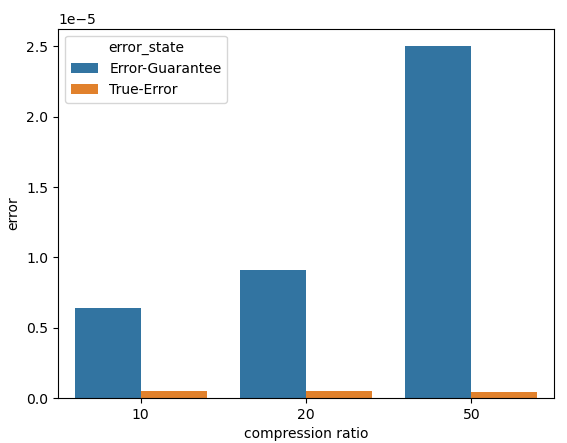 1e−5
error_state
Error-Guarantee
True-Error
2.5
2.0
1.5
1.0
0.5
0.0
error
10 20 50
compression ratio